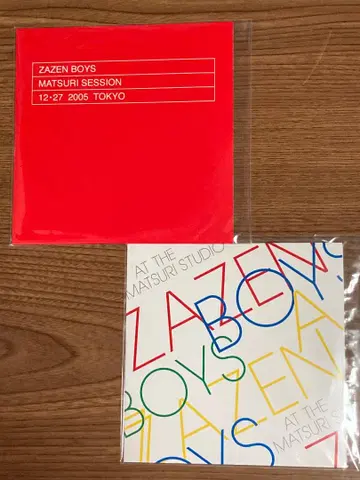 ZAZEN BOYS
MATSURI SESSION
12·27 2005 TOKYO
AT THE
MATSURI STUDIO
ZAZEN
BOYS
BOYS
ZAZEN
AT THE
MATSURI S
BOYS